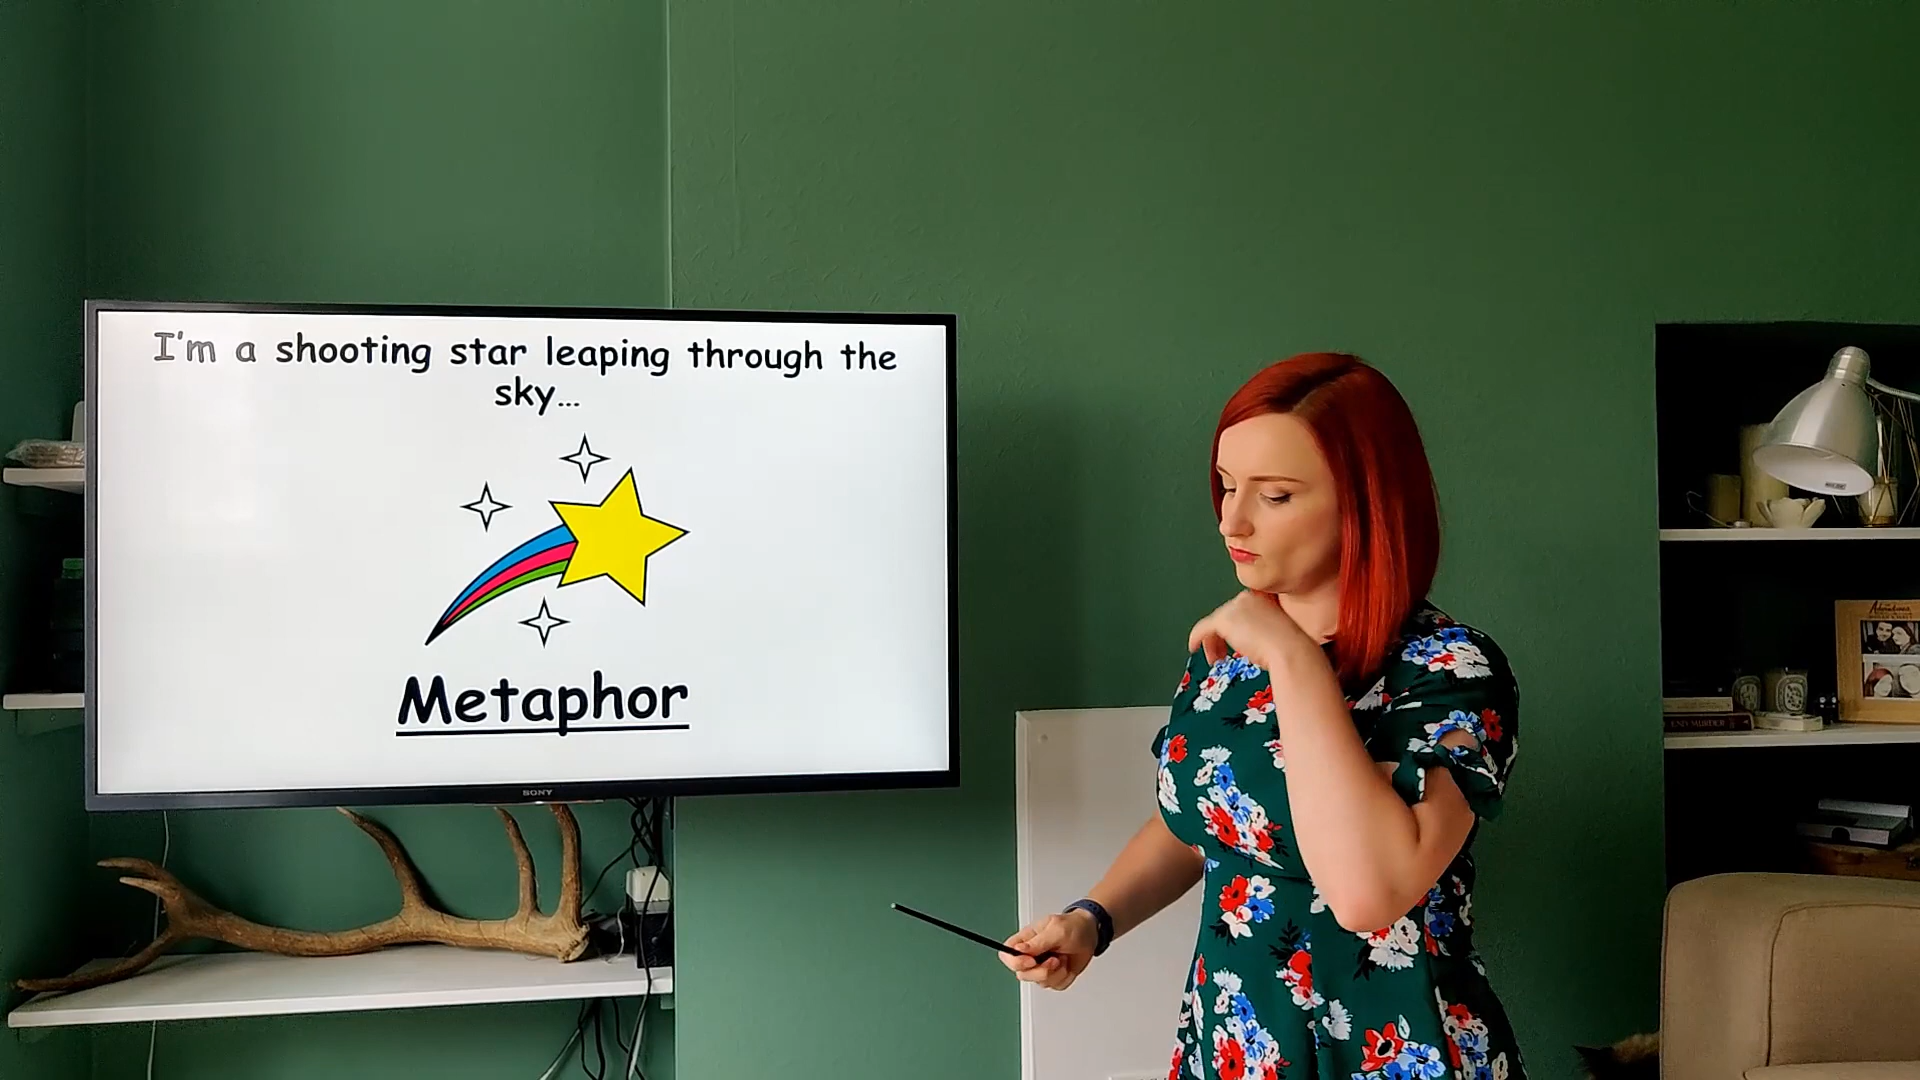 I'm a shooting star leaping through the
sky...
Metaphor
SONY